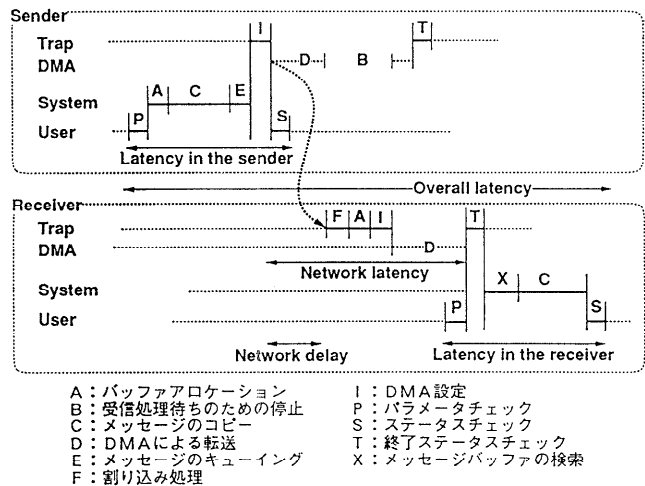 Sender
I T
Trap
DMA D B
A C E
System
P S
User
Latency in the sender
Overall latency
Receiver
F A I T
Trap
DMA D
Network latency
X C
System
P S
User
Network delay Latency in the receiver
A：バッファアロケーション
B：受信処理待ちのための停止
C：メッセージのコピー
D：DMAによる転送
E：メッセージのキューイング
F：割り込み処理
I：DMA設定
P：パラメータチェック
S：ステータスチェック
T：終了ステータスチェック
X：メッセージバッファの検索